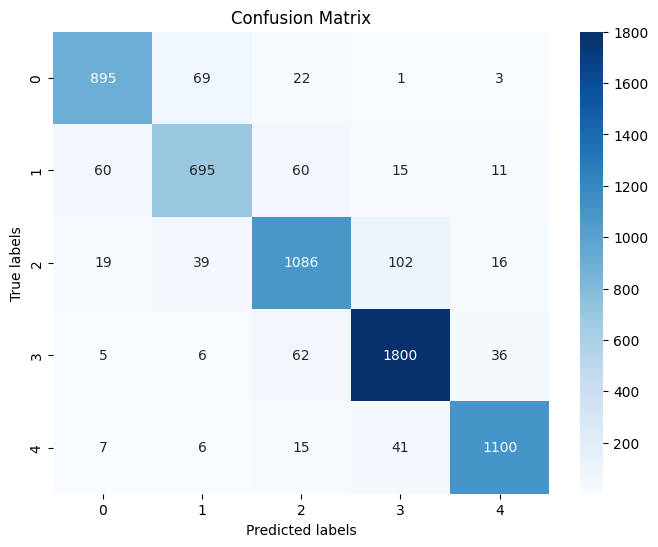 Confusion Matrix
True labels
0 895 69 22 1 3
1 60 695 60 15 11
2 19 39 1086 102 16
3 5 6 62 1800 36
4 7 6 15 41 1100
0 1 2 3 4
Predicted labels
1800
1600
1400
1200
1000
800
600
400
200